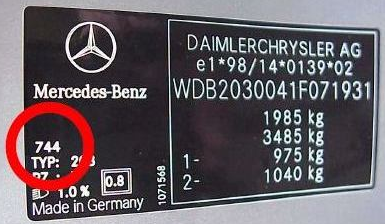 Mercedes-Benz
744
TYP: 203
1.0 %
0.8
Made in Germany
1071568
DAIMLERCHRYSLER AG
e1*98/14*0139*02
WDB2030041F071931
1985 kg
3485 kg
1- 975 kg
2- 1040 kg